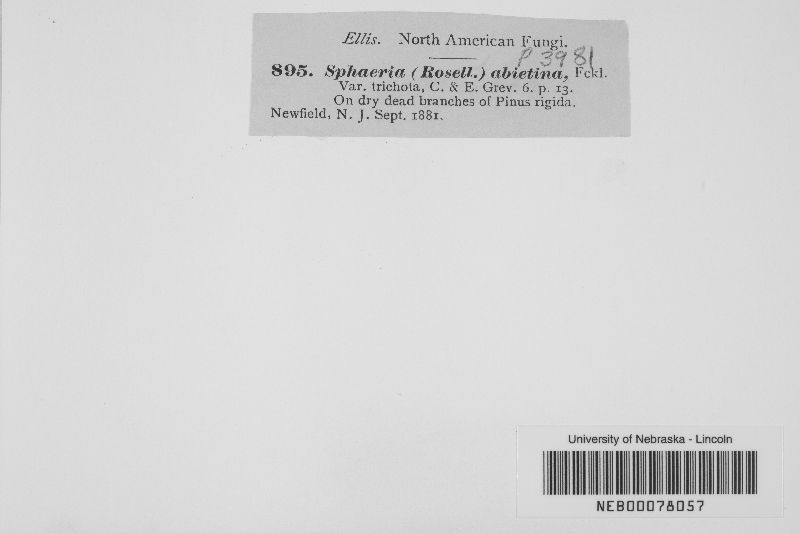 Ellis. North American Fungi.
P 3981
895. Sphaeria (Rosell.) abietina, Fckl.
Var. trichota, C. & E. Grev. 6. p. 13.
On dry dead branches of Pinus rigida.
Newfield, N. J. Sept. 1881.
University of Nebraska - Lincoln
NEB00078057